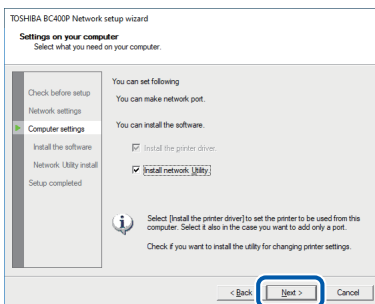 TOSHIBA BC400P Network setup wizard
Settings on your computer
Select what you need on your computer.
Check before setup
Network settings
Computer settings
Install the software
Network Utility install
Setup completed
You can set following
You can make network port.
You can install the software.
Install the printer driver.
Install network Utility.
Select [Install the printer driver] to set the printer to be used from this
computer. Select it also in the case you want to add only a port.
Check if you want to install the utility for changing printer settings.
< Back
Next >
Cancel